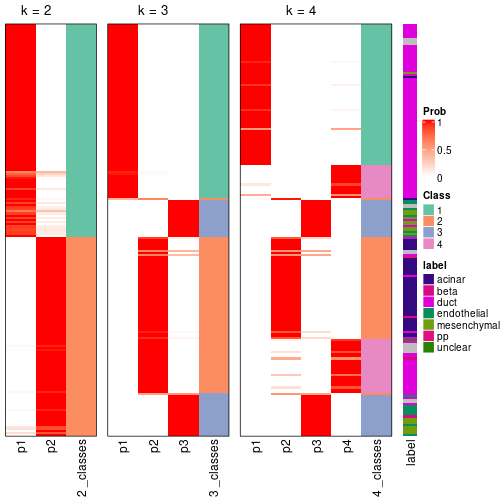 k = 2
k = 3
k = 4
Prob
1
0.5
0
Class
1
2
3
4
label
acinar
beta
duct
endothelial
mesenchymal
pp
unclear
p1
p2
2_classes
p1
p2
p3
3_classes
p1
p2
p3
p4
4_classes
label